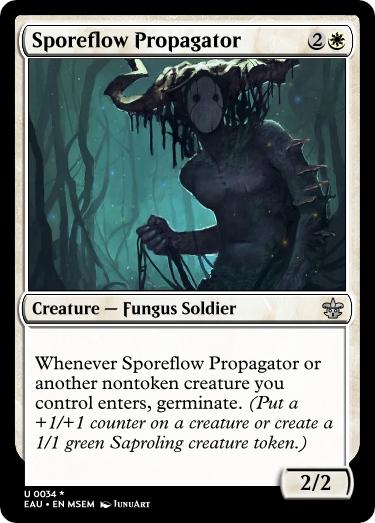 Sporeflow Propagator 2
Creature — Fungus Soldier
Whenever Sporeflow Propagator or
another nontoken creature you
control enters, germinate. (Put a
+1/+1 counter on a creature or create a
1/1 green Saproling creature token.)
2/2
U 0034 *
EAU • EN MSEM JunuArt